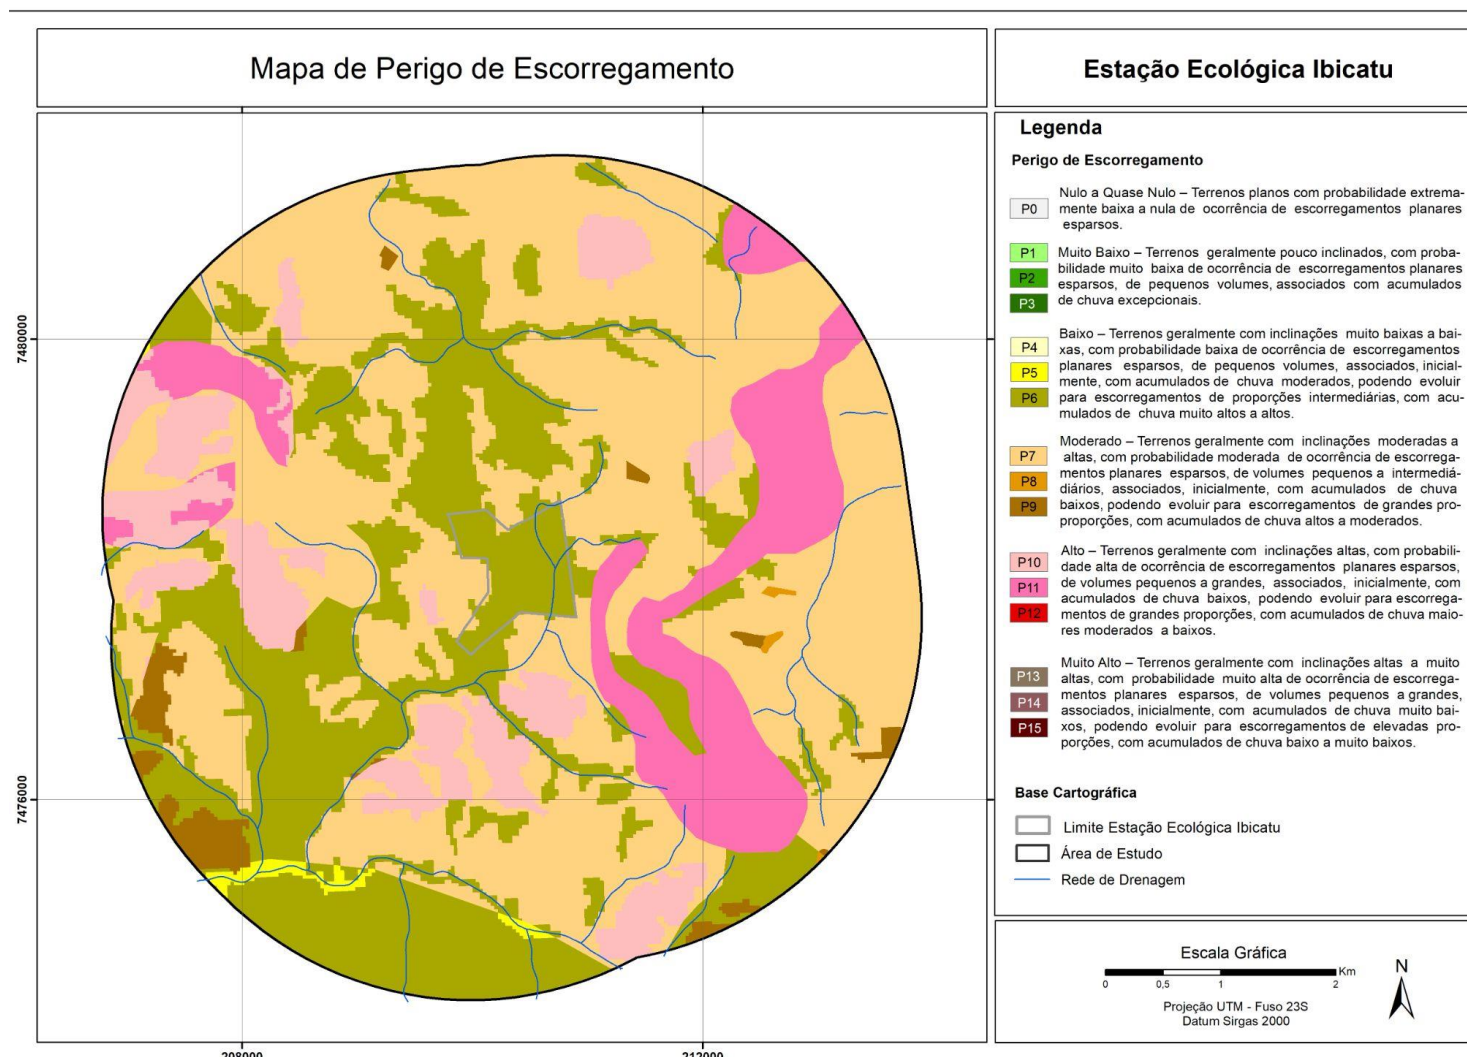 Mapa de Perigo de Escorregamento
Estação Ecológica Ibicatu
Legenda
Perigo de Escorregamento
P0
Nulo a Quase Nulo – Terrenos planos com probabilidade extrema-
mente baixa a nula de ocorrência de escorregamentos planares
esparsos.
P1
P2
P3
Muito Baixo – Terrenos geralmente pouco inclinados, com proba-
bilidade muito baixa de ocorrência de escorregamentos planares
esparsos, de pequenos volumes, associados com acumulados
de chuva excepcionais.
P4
P5
P6
Baixo – Terrenos geralmente com inclinações muito baixas a bai-
xas, com probabilidade baixa de ocorrência de escorregamentos
planares esparsos, de pequenos volumes, associados, inicial-
mente, com acumulados de chuva moderados, podendo evoluir
para escorregamentos de proporções intermediárias, com acu-
mulados de chuva muito altos a altos.
P7
P8
P9
Moderado – Terrenos geralmente com inclinações moderadas a
altas, com probabilidade moderada de ocorrência de escorrega-
mentos planares esparsos, de volumes pequenos a intermediá-
diários, associados, inicialmente, com acumulados de chuva
baixos, podendo evoluir para escorregamentos de grandes pro-
proporções, com acumulados de chuva altos a moderados.
P10
P11
P12
Alto – Terrenos geralmente com inclinações altas, com probabili-
dade alta de ocorrência de escorregamentos planares esparsos,
de volumes pequenos a grandes, associados, inicialmente, com
acumulados de chuva baixos, podendo evoluir para escorrega-
mentos de grandes proporções, com acumulados de chuva maio-
res moderados a baixos.
P13
P14
P15
Muito Alto – Terrenos geralmente com inclinações altas a muito
altas, com probabilidade muito alta de ocorrência de escorrega-
mentos planares esparsos, de volumes pequenos a grandes,
associados, inicialmente, com acumulados de chuva muito bai-
xos, podendo evoluir para escorregamentos de elevadas pro-
porções, com acumulados de chuva baixo a muito baixos.
Base Cartográfica
Limite Estação Ecológica Ibicatu
Área de Estudo
Rede de Drenagem
Escala Gráfica
Km
0 0,5 1 2
N
Projeção UTM - Fuso 23S
Datum Sirgas 2000
7480000
7476000
208000
212000